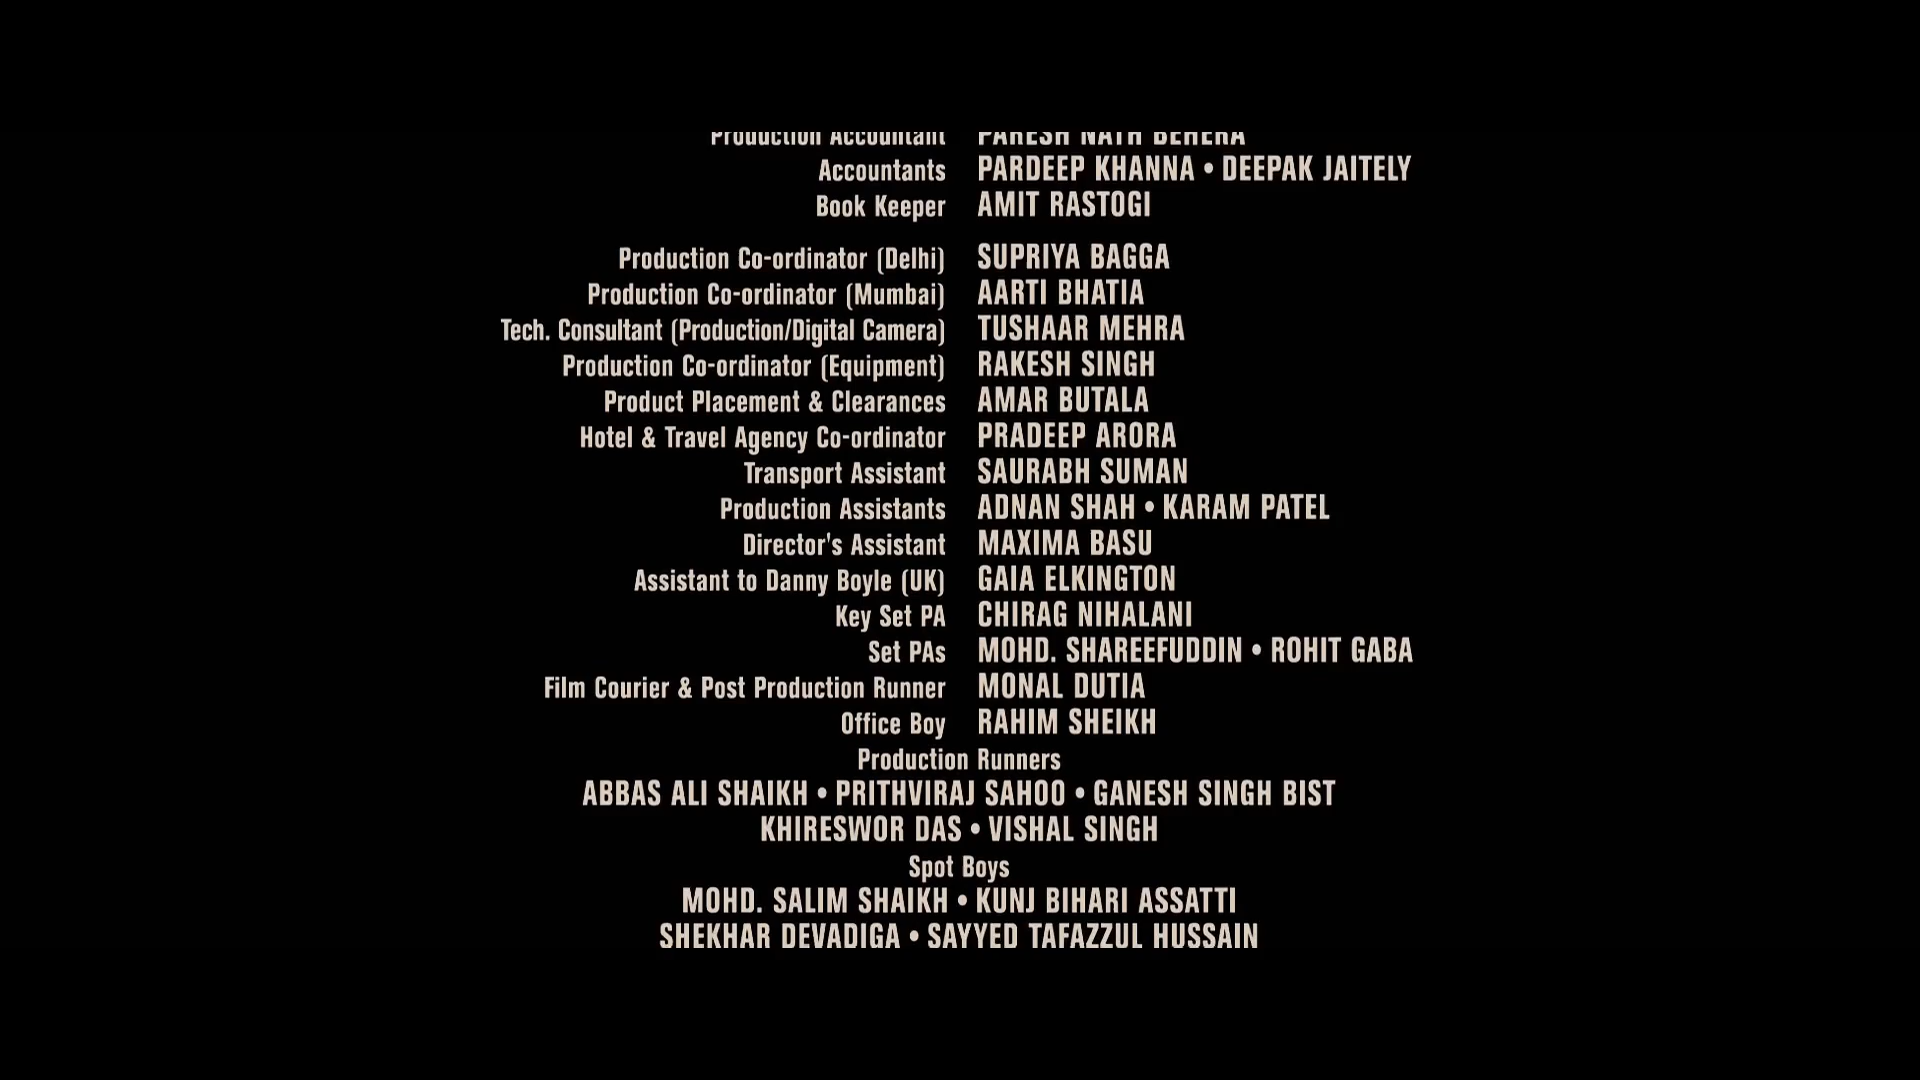 Production Accountant PARESH NATH BEHERA
Accountants PARDEEP KHANNA • DEEPAK JAITELY
Book Keeper AMIT RASTOGI
Production Co-ordinator (Delhi) SUPRIYA BAGGA
Production Co-ordinator (Mumbai) AARTI BHATIA
Tech. Consultant (Production/Digital Camera) TUSHAAR MEHRA
Production Co-ordinator (Equipment) RAKESH SINGH
Product Placement & Clearances AMAR BUTALA
Hotel & Travel Agency Co-ordinator PRADEEP ARORA
Transport Assistant SAURABH SUMAN
Production Assistants ADNAN SHAH • KARAM PATEL
Director's Assistant MAXIMA BASU
Assistant to Danny Boyle (UK) GAIA ELKINGTON
Key Set PA CHIRAG NIHALANI
Set PAs MOHD. SHAREEFUDDIN • ROHIT GABA
Film Courier & Post Production Runner MONAL DUTIA
Office Boy RAHIM SHEIKH
Production Runners
ABBAS ALI SHAIKH • PRITHVIRAJ SAHOO • GANESH SINGH BIST
KHIRESWOR DAS • VISHAL SINGH
Spot Boys
MOHD. SALIM SHAIKH • KUNJ BIHARI ASSATTI
SHEKHAR DEVADIGA • SAYYED TAFAZZUL HUSSAIN